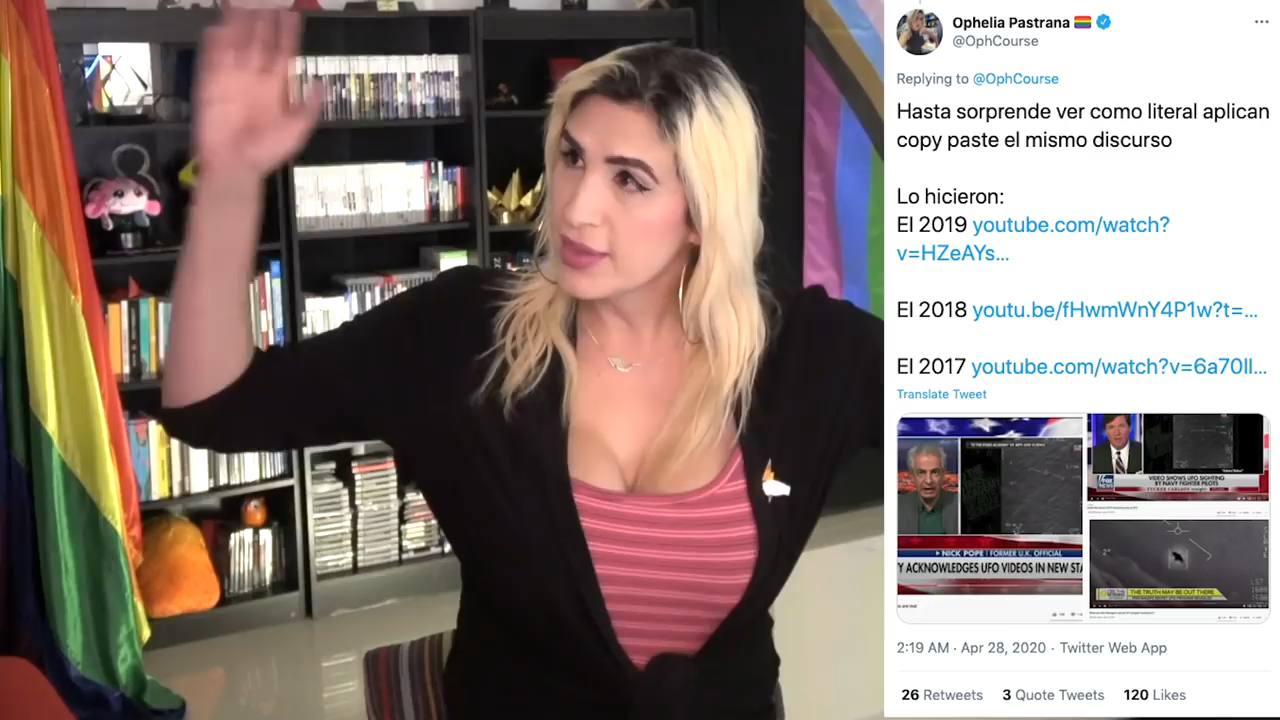 Ophelia Pastrana
@OphCourse
Replying to @OphCourse
Hasta sorprende ver como literal aplican
copy paste el mismo discurso
Lo hicieron:
El 2019 youtube.com/watch?
v=HZeAYs...
El 2018 youtu.be/fHwmWnY4P1w?t=...
El 2017 youtube.com/watch?v=6a70ll...
Translate Tweet
NICK POPE | FORMER U.K. OFFICIAL
Y ACKNOWLEDGES UFO VIDEOS IN NEW STA
VIDEO SHOWS UFO SIGHTING
BY NAVY FIGHTER PILOTS
TUCKER CARLSON
THE TRUTH MAY BE OUT THERE
2:19 AM · Apr 28, 2020 · Twitter Web App
26 Retweets 3 Quote Tweets 120 Likes